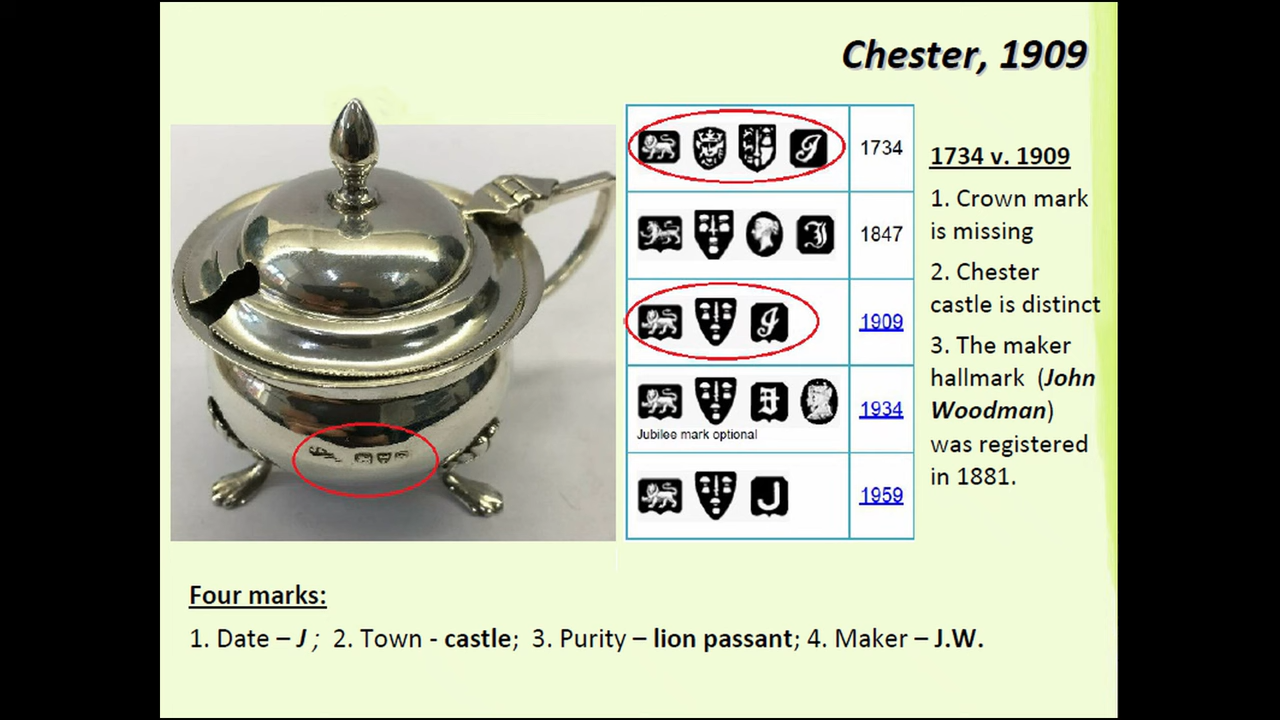 Chester, 1909
1734
1847
1909
1934
Jubilee mark optional
J
1959
1734 v. 1909
1. Crown mark
is missing
2. Chester
castle is distinct
3. The maker
hallmark (John
Woodman)
was registered
in 1881.
Four marks:
1. Date – J ; 2. Town - castle; 3. Purity – lion passant; 4. Maker – J.W.